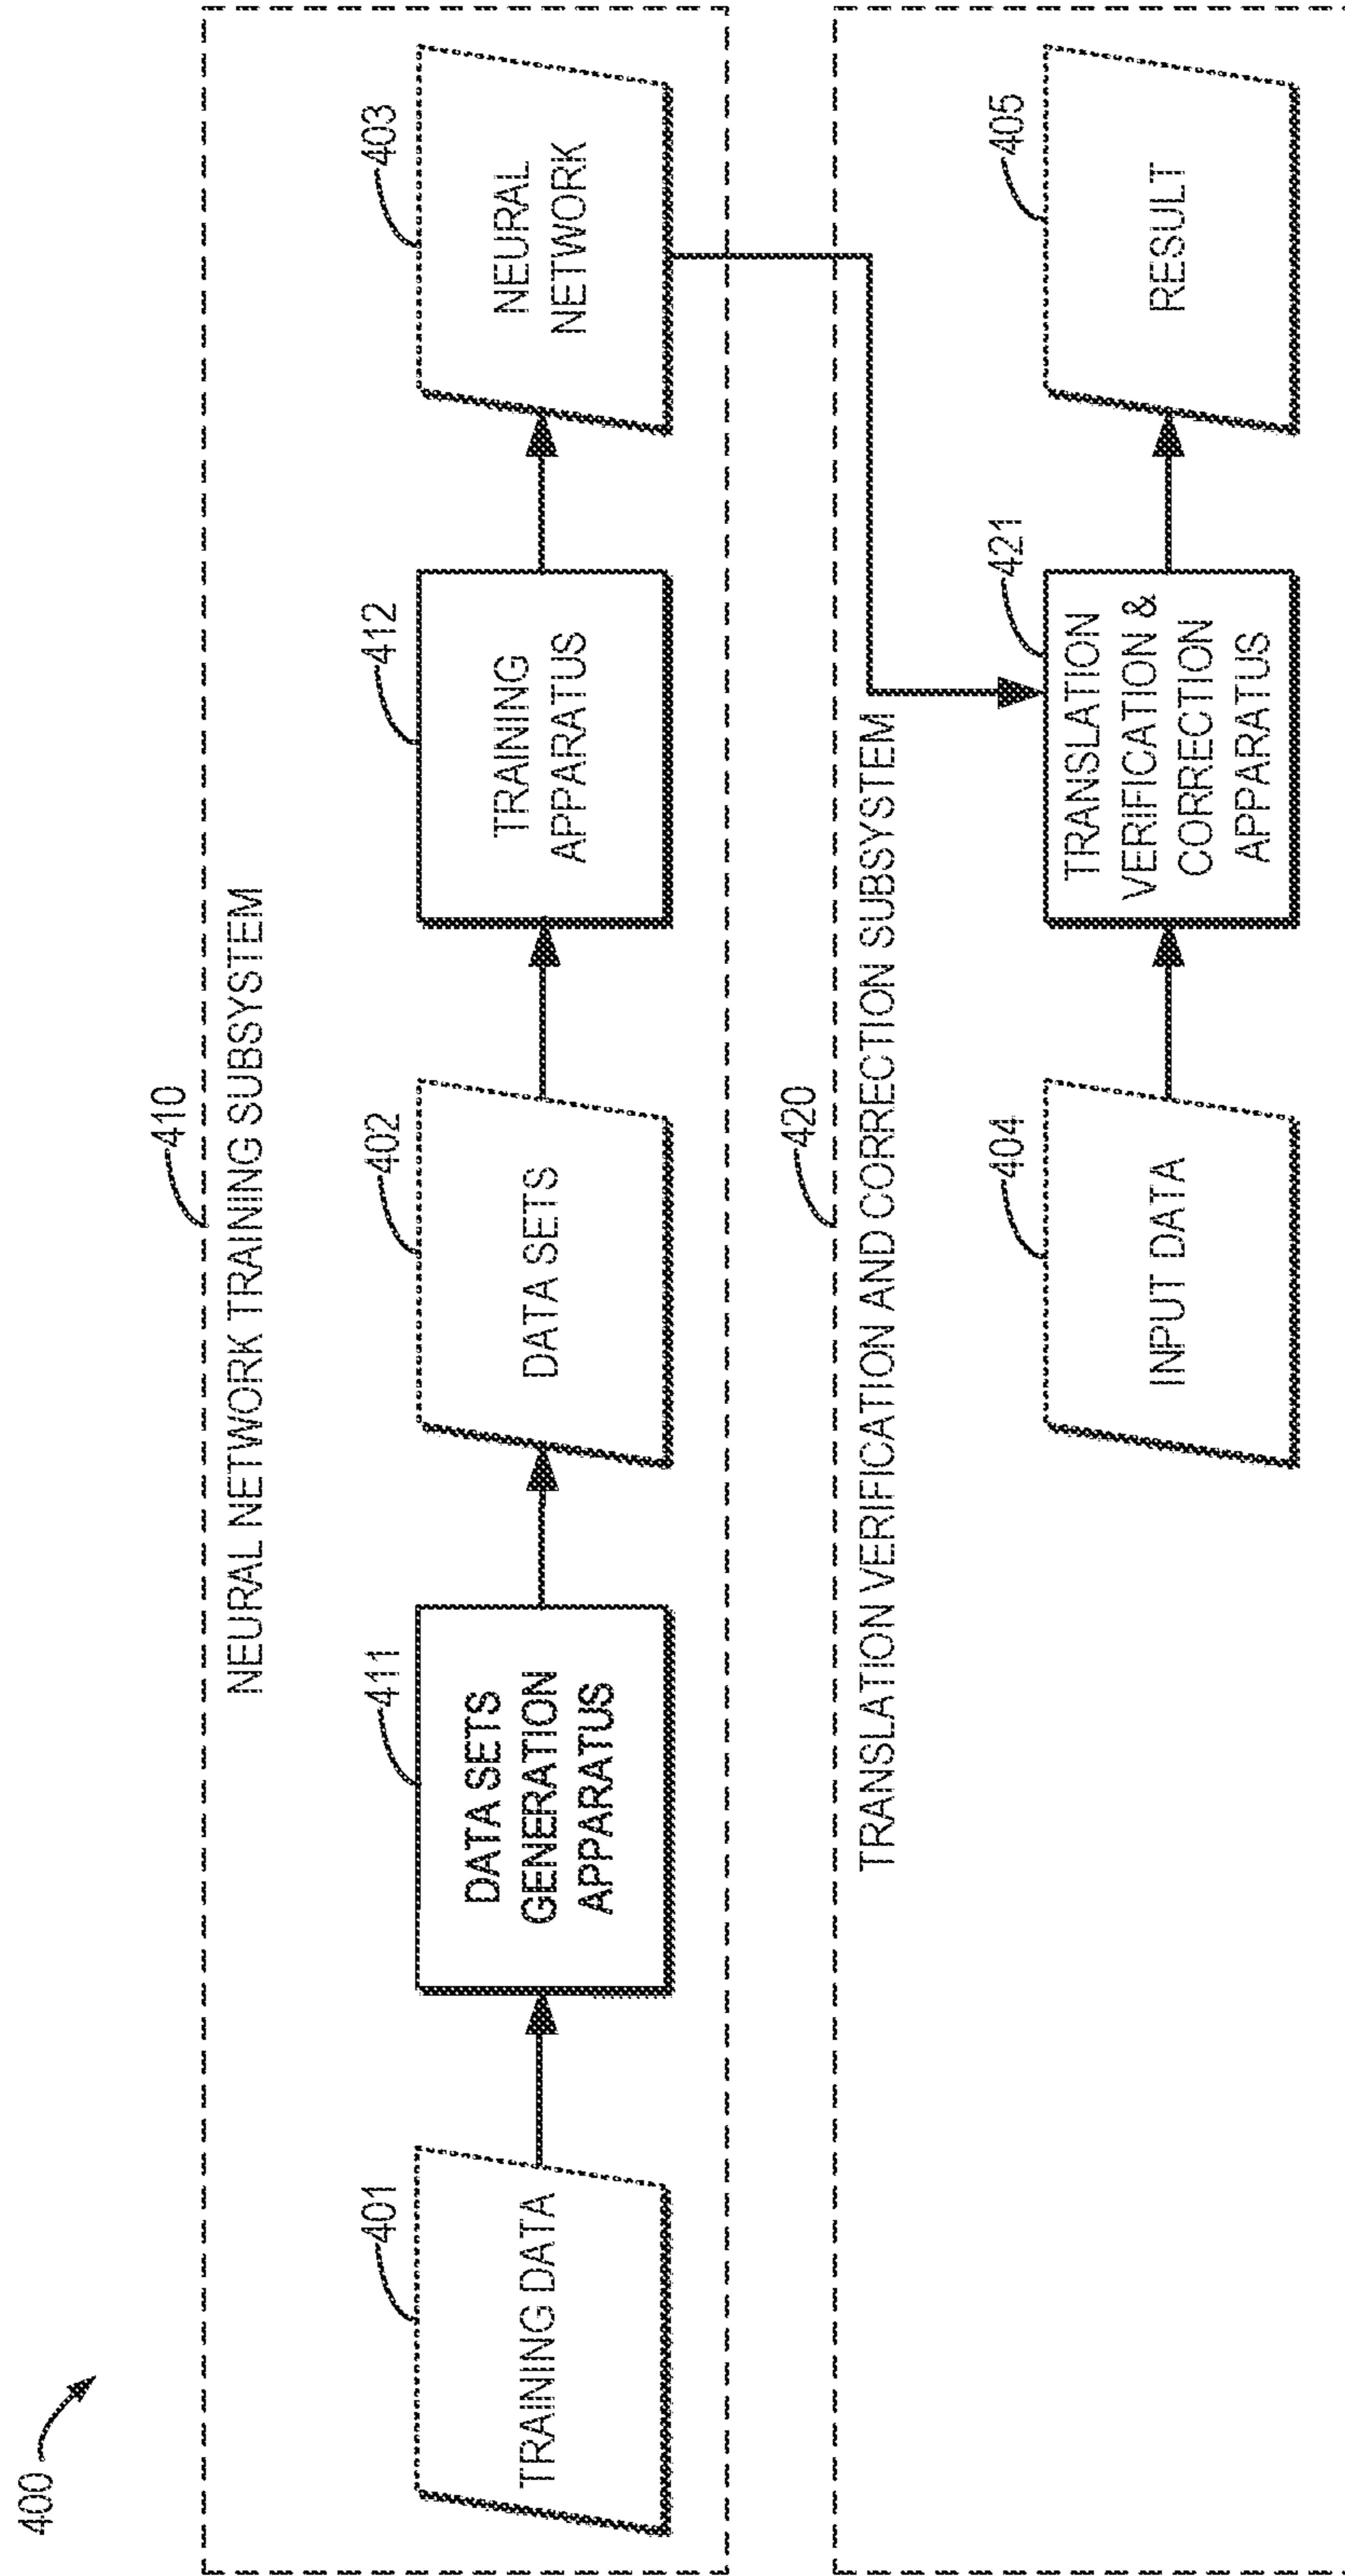 400
410
NEURAL NETWORK TRAINING SUBSYSTEM
401
TRAINING DATA
411
DATA SETS
GENERATION
APPARATUS
402
DATA SETS
412
TRAINING
APPARATUS
403
NEURAL
NETWORK
420
TRANSLATION VERIFICATION AND CORRECTION SUBSYSTEM
404
INPUT DATA
421
TRANSLATION
VERIFICATION &
CORRECTION
APPARATUS
405
RESULT